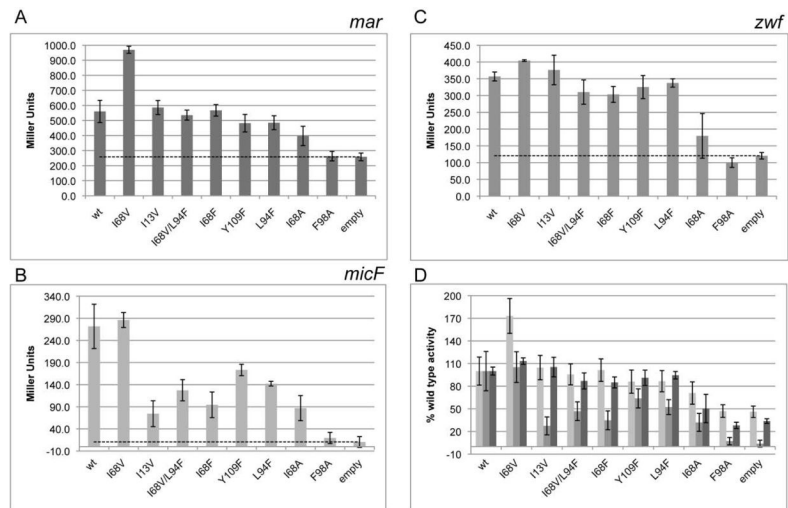 A
mar
Miller Units
1000.0
900.0
800.0
700.0
600.0
500.0
400.0
300.0
200.0
100.0
0.0
wt
I68V
I13V
I68V/L94F
I68F
Y109F
L94F
I68A
F98A
empty
C
zwf
Miller Units
450.0
400.0
350.0
300.0
250.0
200.0
150.0
100.0
50.0
0.0
wt
I68V
I13V
I68V/L94F
I68F
Y109F
L94F
I68A
F98A
empty
B
micF
Miller Units
340.0
290.0
240.0
190.0
140.0
90.0
40.0
-10.0
wt
I68V
I13V
I68V/L94F
I68F
Y109F
L94F
I68A
F98A
empty
D
% wild type activity
200
170
140
110
80
50
20
-10
wt
I68V
I13V
I68V/L94F
I68F
Y109F
L94F
I68A
F98A
empty